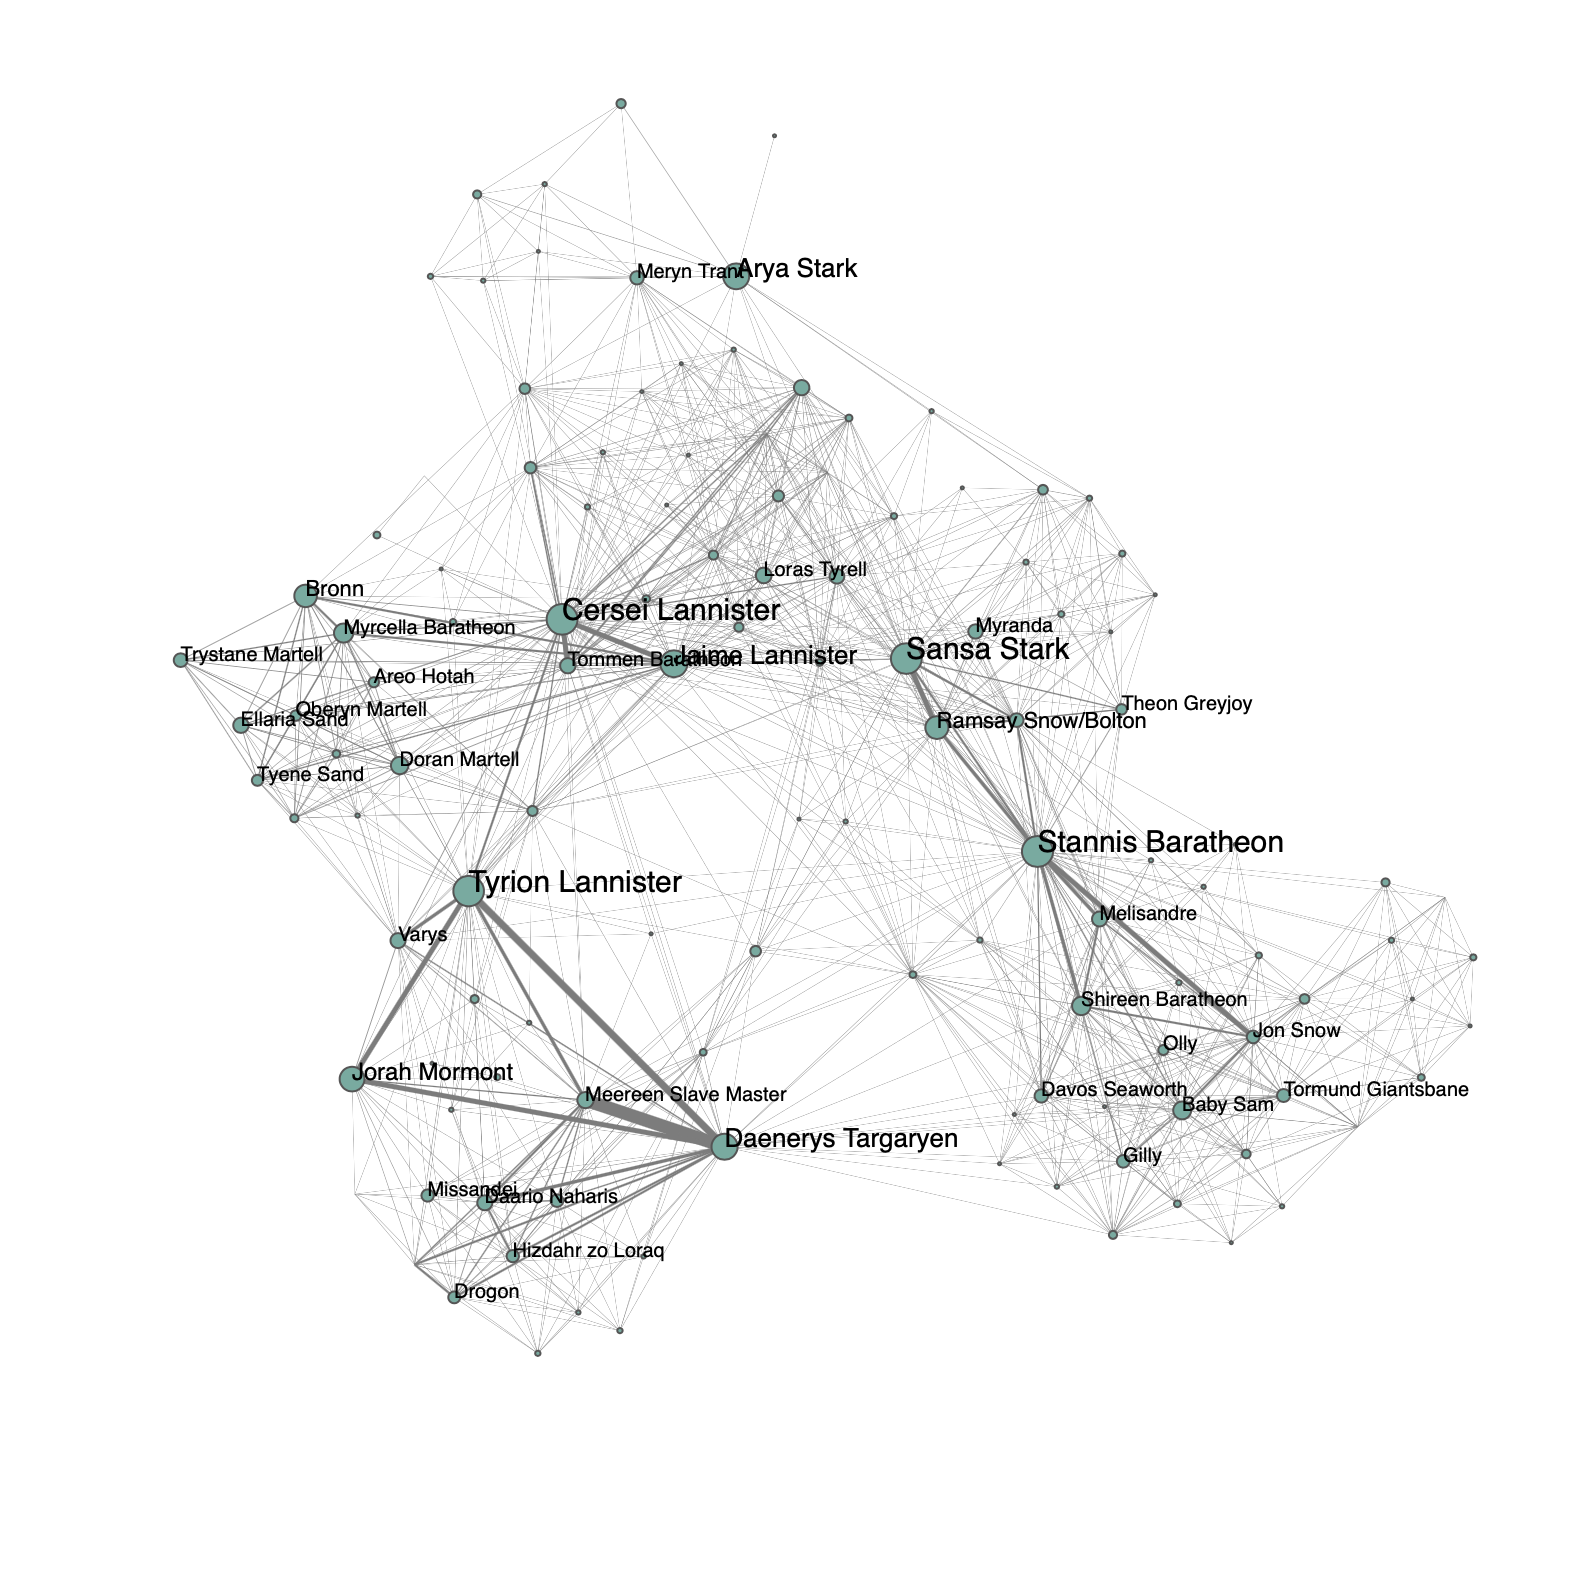 Meryn Trant
Arya Stark
Loras Tyrell
Bronn
Cersei Lannister
Myrcella Baratheon
Myranda
Trystane Martell
Tommen Baratheon
Jaime Lannister
Sansa Stark
Areo Hotah
Oberyn Martell
Ellaria Sand
Theon Greyjoy
Ramsay Snow/Bolton
Doran Martell
Tyene Sand
Stannis Baratheon
Tyrion Lannister
Melisandre
Varys
Shireen Baratheon
Jon Snow
Olly
Jorah Mormont
Meereen Slave Master
Davos Seaworth
Tormund Giantsbane
Baby Sam
Daenerys Targaryen
Gilly
Missandei
Daario Naharis
Hizdahr zo Loraq
Drogon